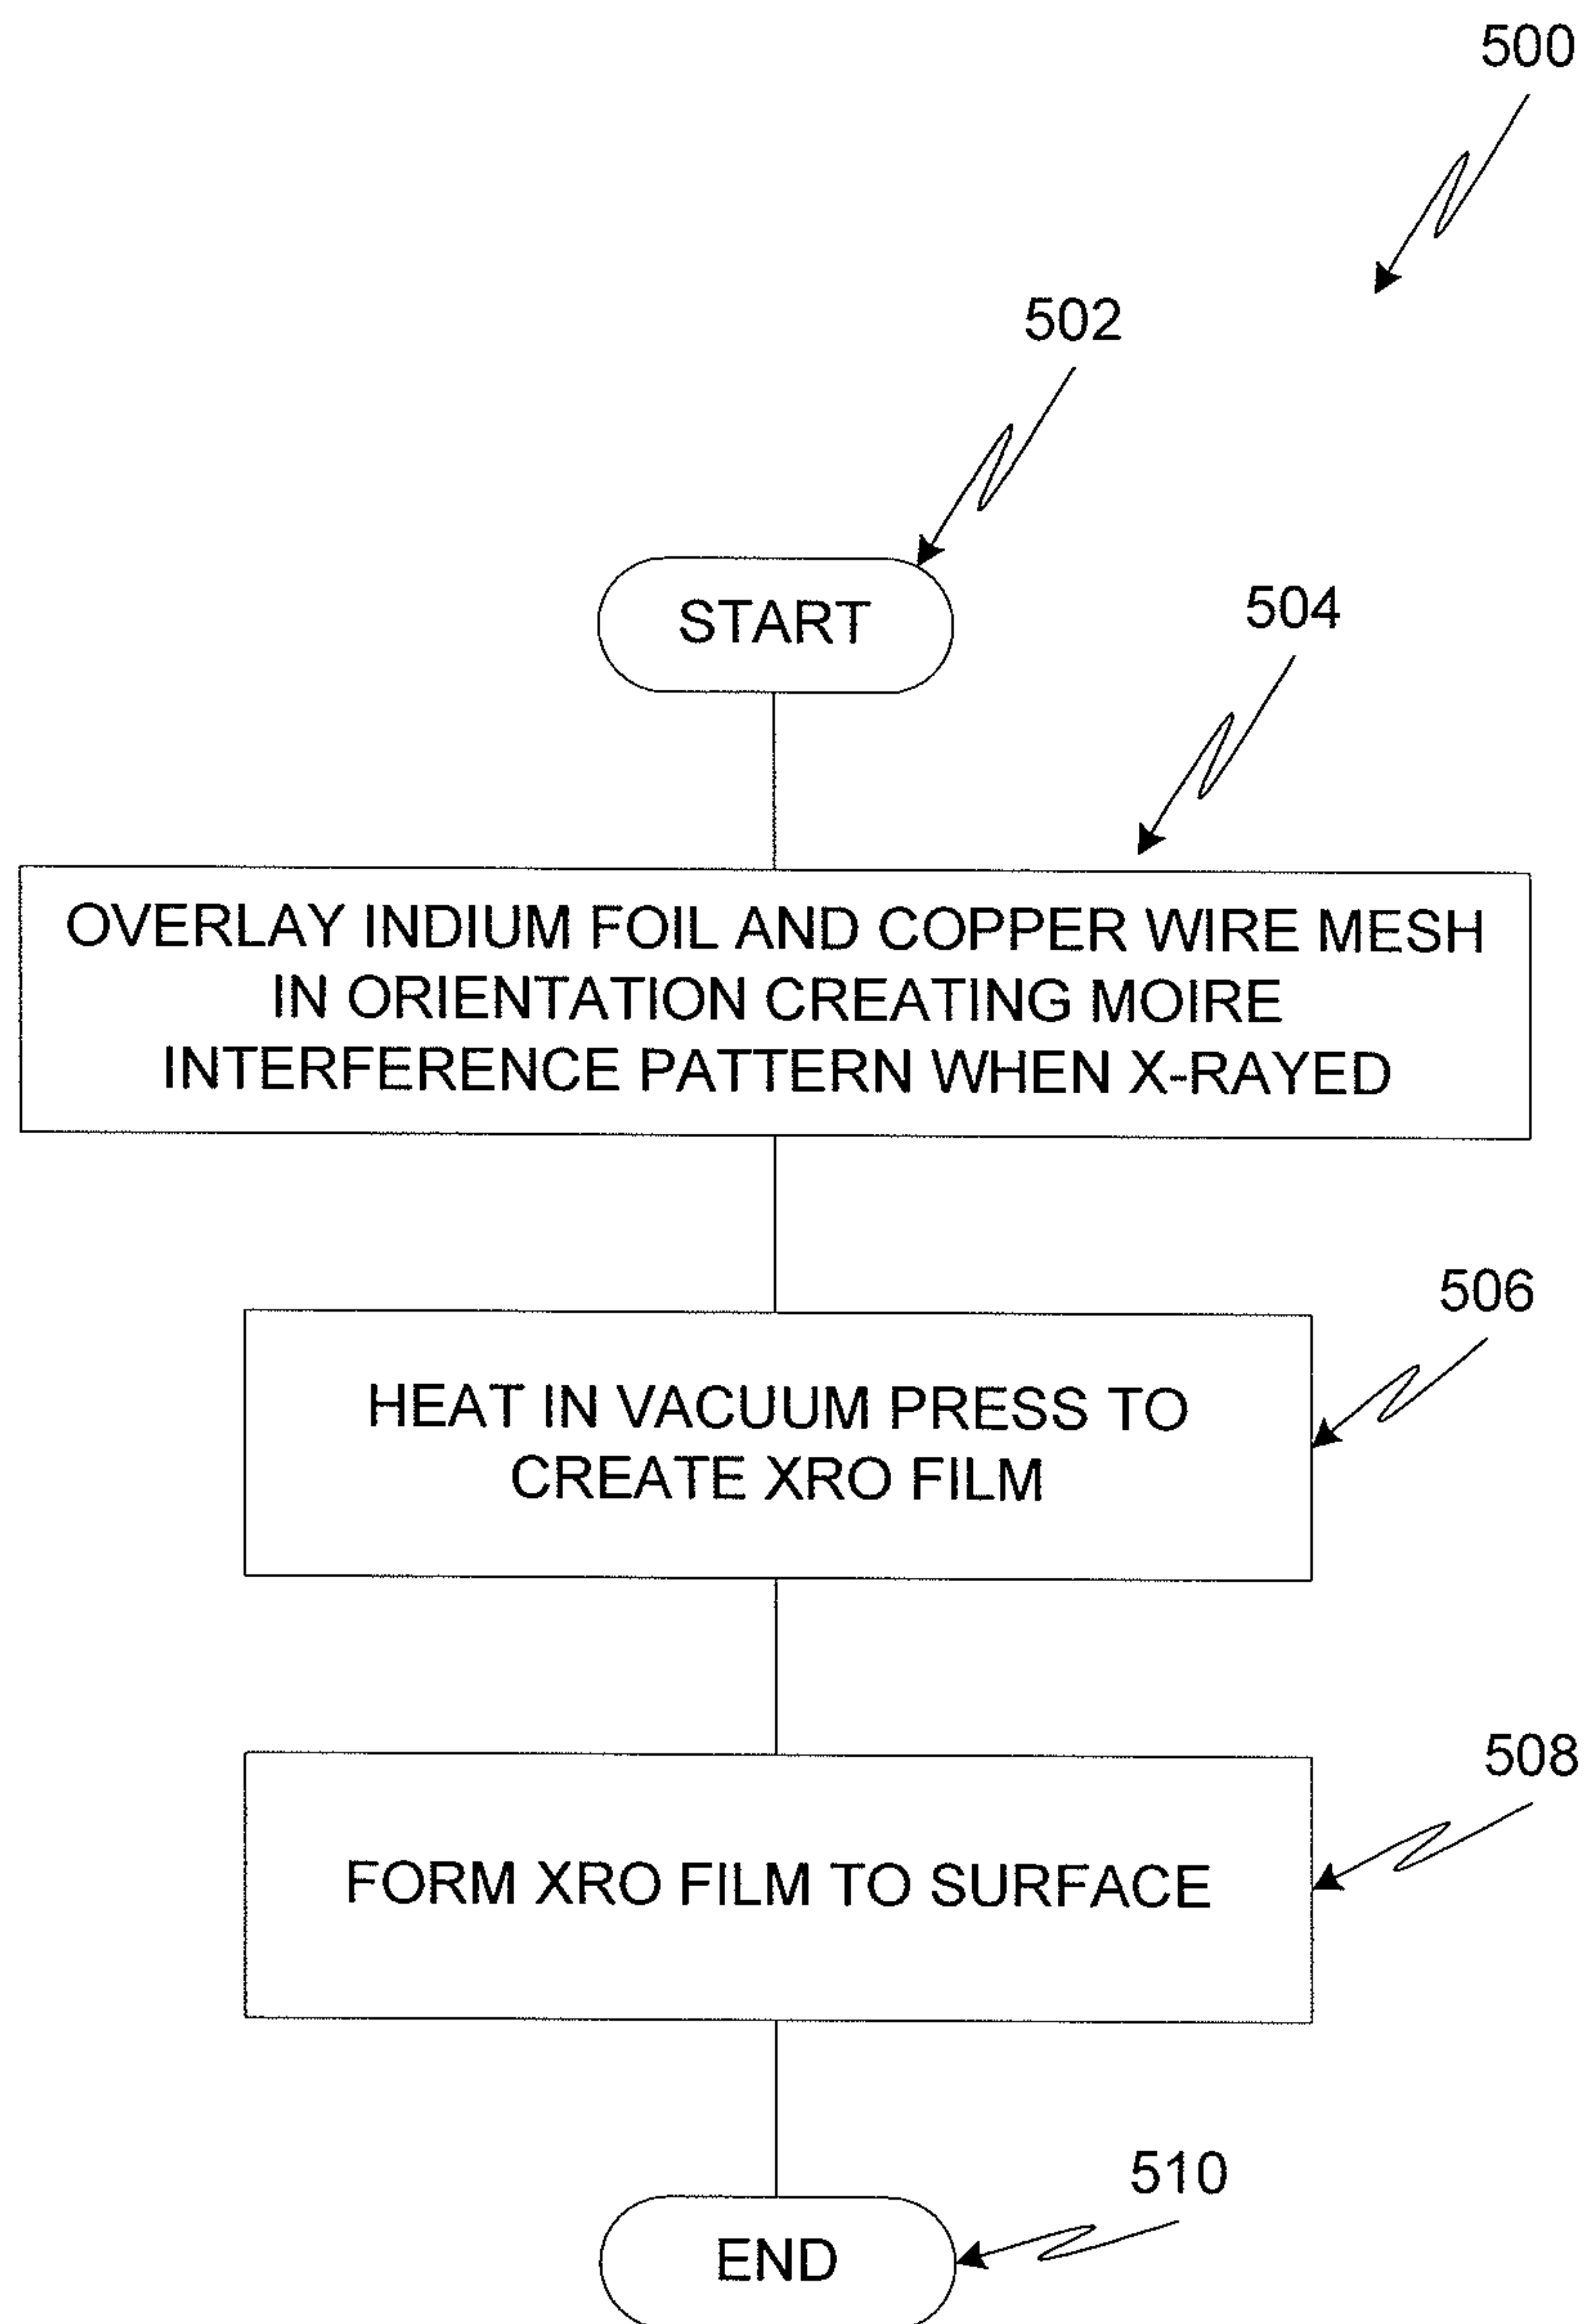 500
502
START
504
OVERLAY INDIUM FOIL AND COPPER WIRE MESH
IN ORIENTATION CREATING MOIRE
INTERFERENCE PATTERN WHEN X-RAYED
506
HEAT IN VACUUM PRESS TO
CREATE XRO FILM
508
FORM XRO FILM TO SURFACE
510
END